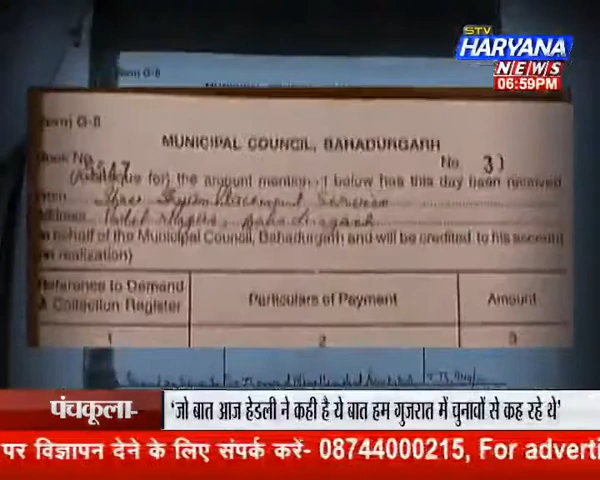 STV
HARYANA
NEWS
06:59PM
Form G-8
MUNICIPAL COUNCIL, BAHADURGARH
Book No.
No. 31
for) the amount mention below has this day been received
on behalf of the Municipal Council, Bahadurgarh and will be credited to his account
on realization)
Reference to Demand & Collection Register
Particulars of Payment
Amount
1 2 3
पंचकूला-
'जो बात आज हेडली ने कही है ये बात हम गुजरात में चुनावों से कह रहे थे'
पर विज्ञापन देने के लिए संपर्क करें- 08744000215, For adverti